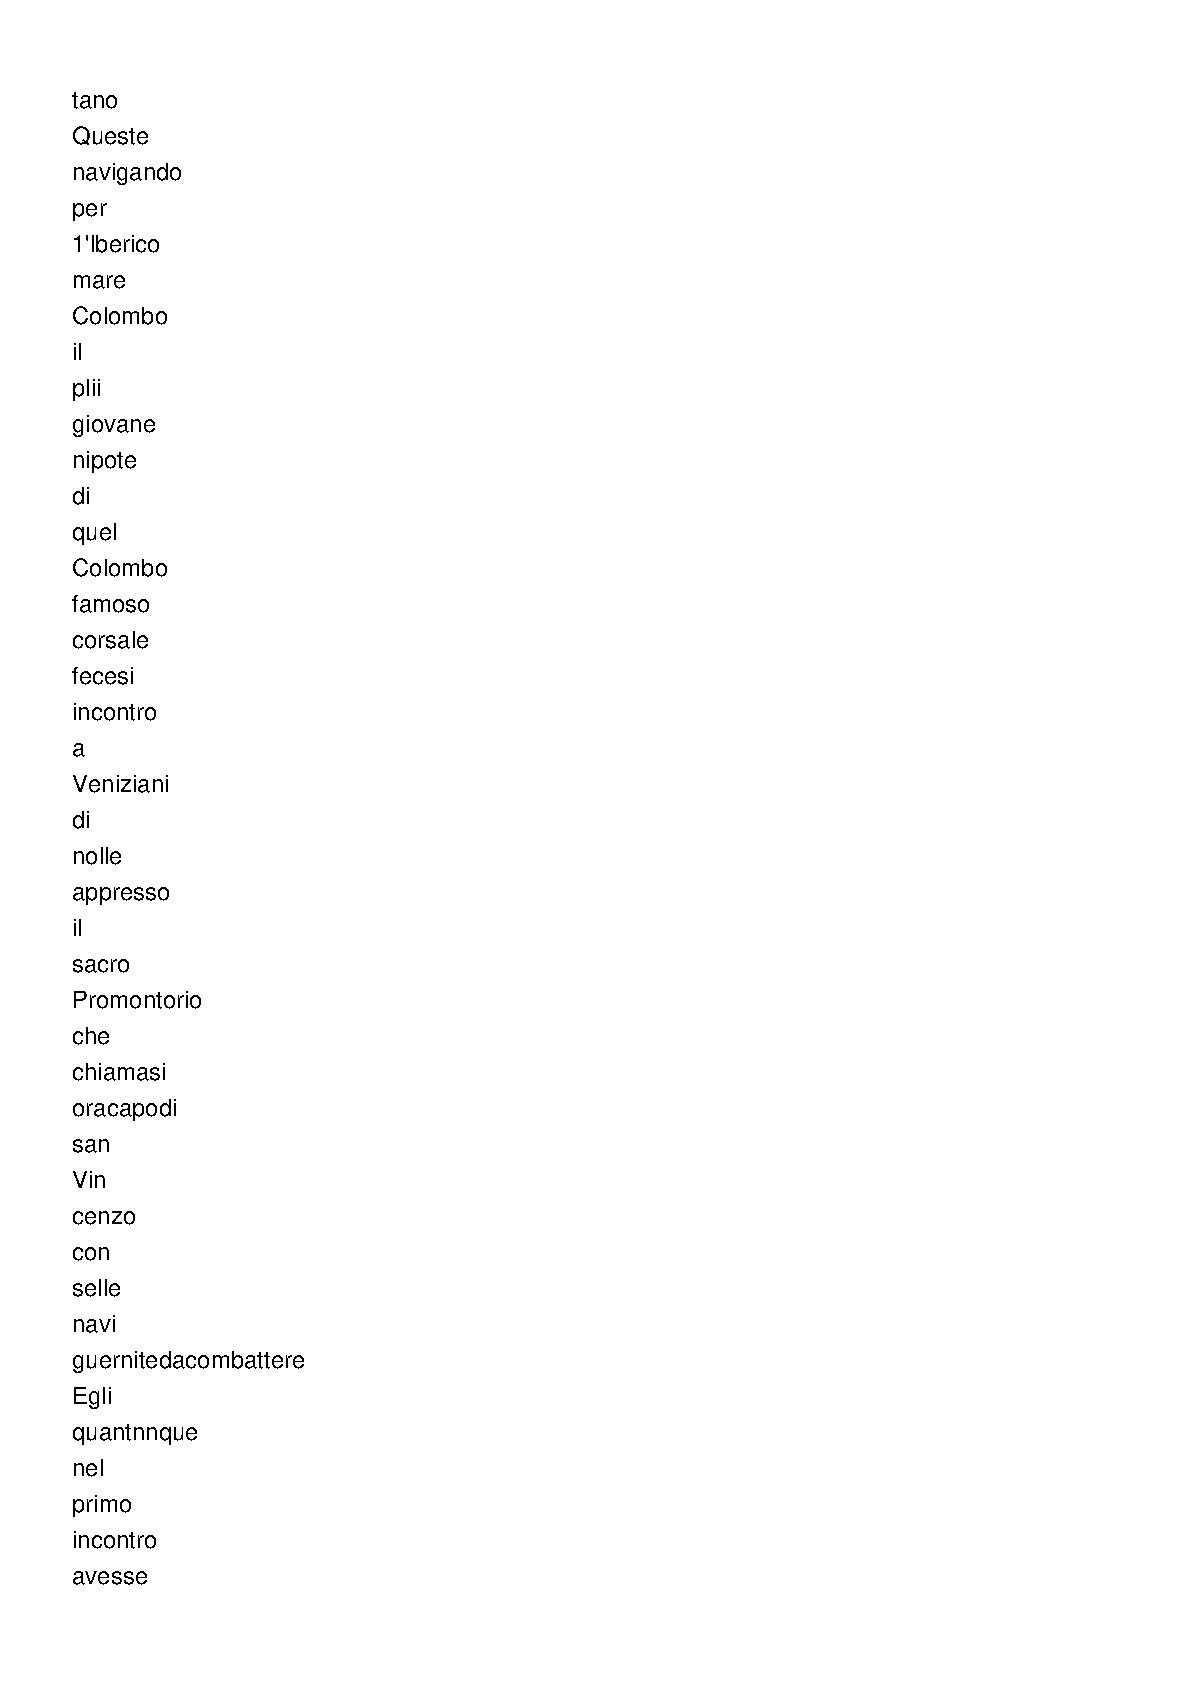 tano
Queste
navigando
per
1'lberico
mare
Colombo
il
plii
giovane
nipote
di
quel
Colombo
famoso
corsale
fecesi
incontro
a
Veniziani
di
nolle
appresso
il
sacro
Promontorio
che
chiamasi
oracapodi
san
Vin
cenzo
con
selle
navi
guernitedacombattere
Egli
quantnnque
nel
primo
incontro
avesse